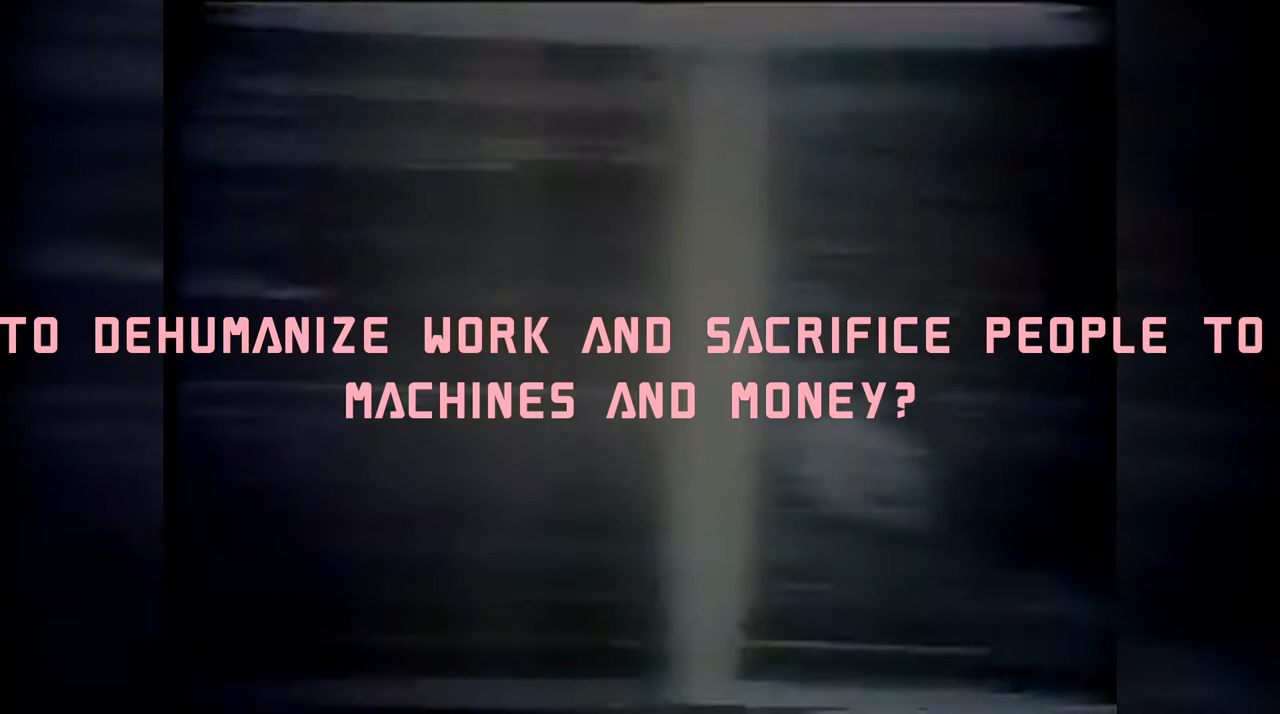 TO DEHUMANIZE WORK AND SACRIFICE PEOPLE TO
MACHINES AND MONEY?